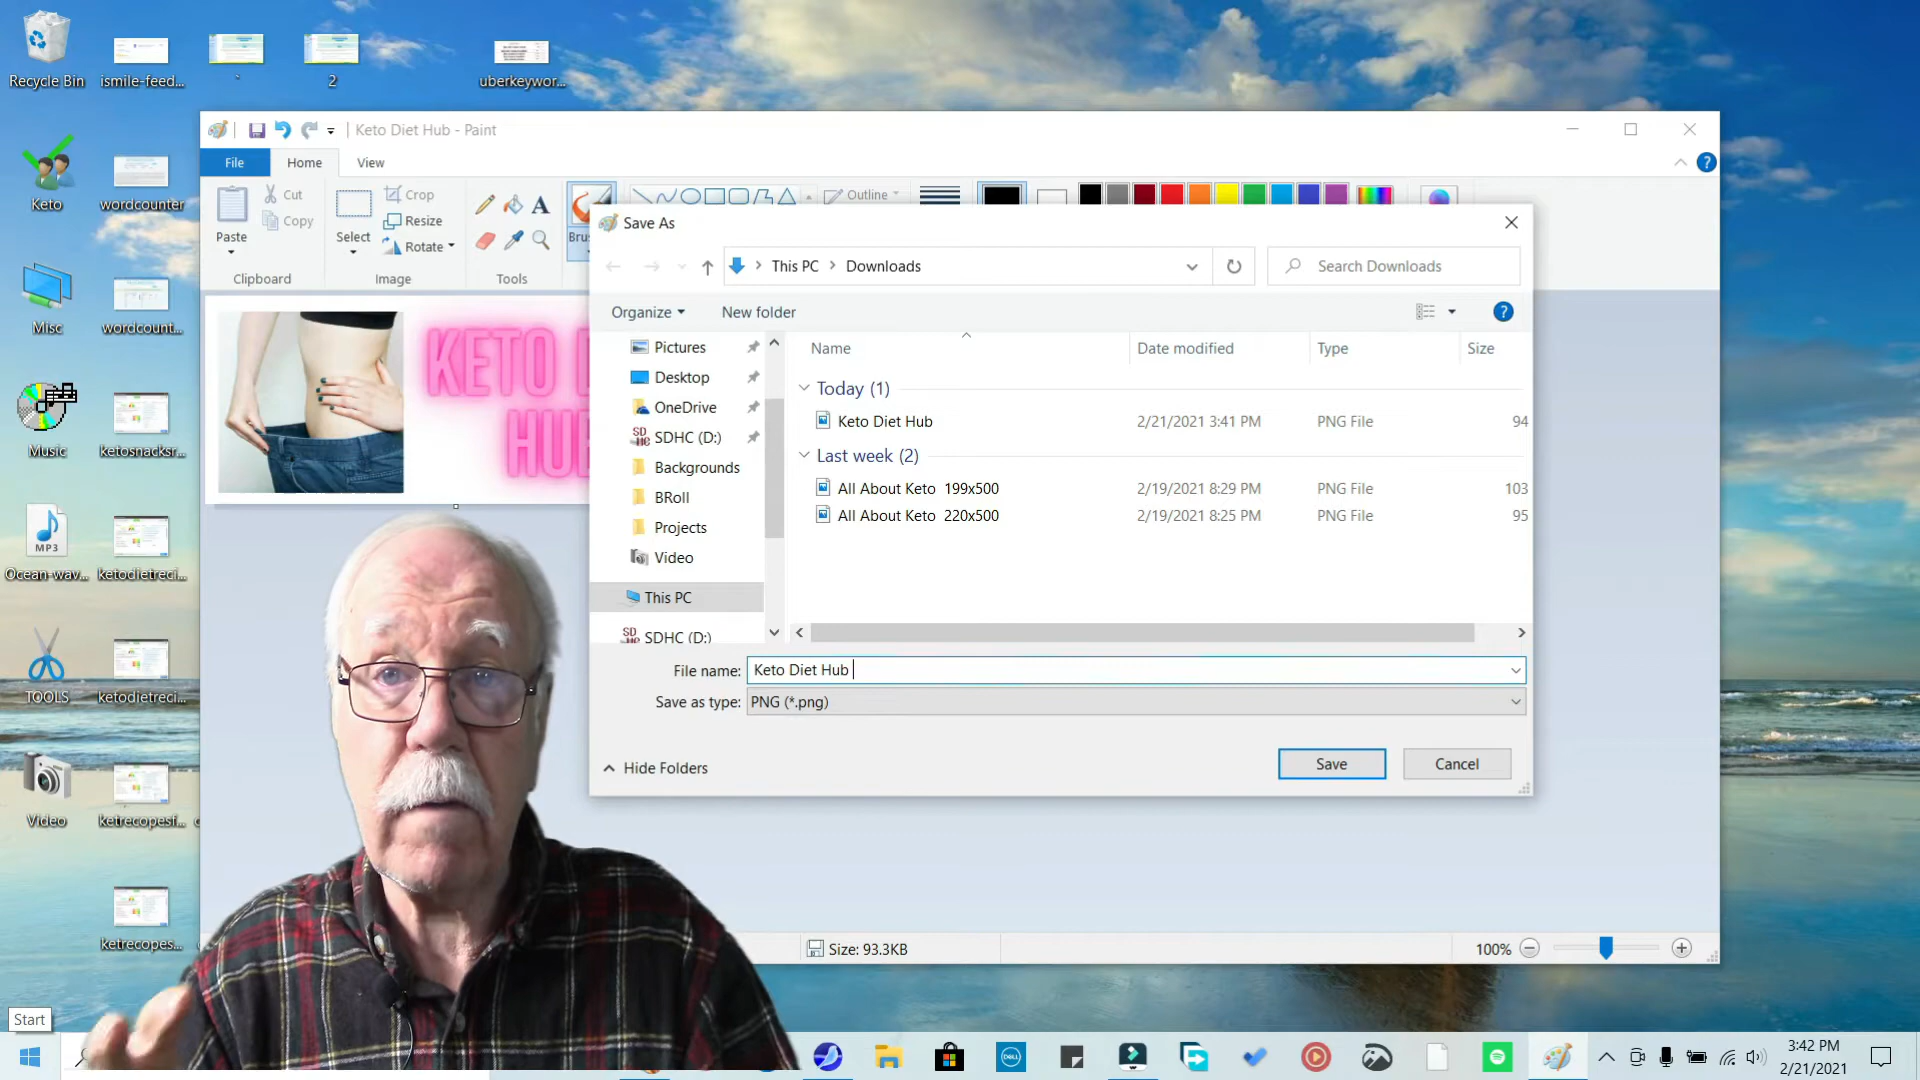 Recycle Bin
ismile-feed...
`
2
uberkeywor...
Keto
wordcounter
Misc
wordcount...
Music
ketosnacksr...
MP3
Ocean-wav...
ketodietreci...
TOOLS
ketodietreci...
Video
ketrecopesf...
ketrecopes...
Keto Diet Hub - Paint
File
Home
View
Paste
Cut
Copy
Clipboard
Select
Crop
Resize
Rotate
Image
A
Tools
Outline
KETO
HUB
Save As
This PC
Downloads
Search Downloads
Organize
New folder
?
Pictures
Desktop
OneDrive
SDHC (D:)
Backgrounds
BRoll
Projects
Video
This PC
SDHC (D:)
Name Date modified Type Size
Today (1)
Keto Diet Hub 2/21/2021 3:41 PM PNG File 94
Last week (2)
All About Keto 199x500 2/19/2021 8:29 PM PNG File 103
All About Keto 220x500 2/19/2021 8:25 PM PNG File 95
File name: Keto Diet Hub
Save as type: PNG (*.png)
Hide Folders
Save
Cancel
Size: 93.3KB
100%
Start
DELL
3:42 PM
2/21/2021